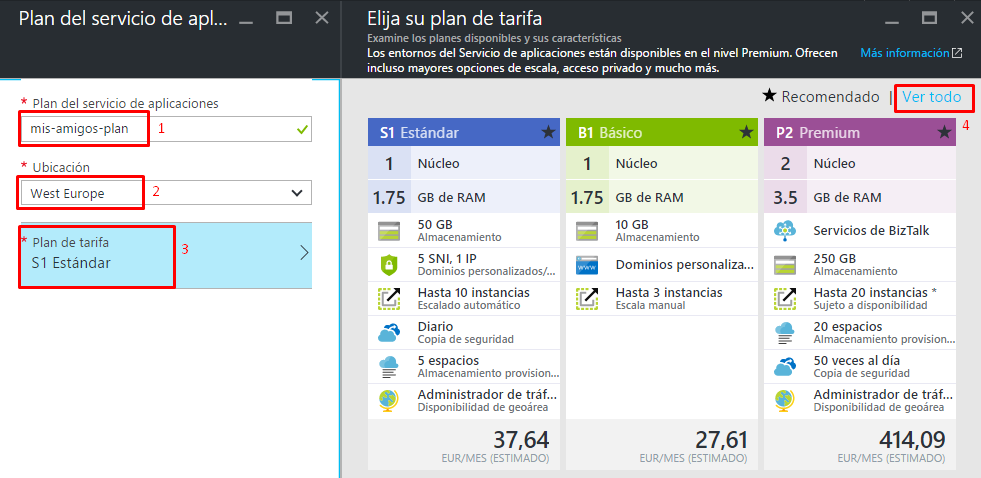 Plan del servicio de apl...
* Plan del servicio de aplicaciones
mis-amigos-plan
1
* Ubicación
West Europe
2
* Plan de tarifa
S1 Estándar
3
Elija su plan de tarifa
Examine los planes disponibles y sus características
Los entornos del Servicio de aplicaciones están disponibles en el nivel Premium. Ofrecen
incluso mayores opciones de escala, acceso privado y mucho más.
Más información
★ Recomendado | Ver todo
4
S1 Estándar ★
1 Núcleo
1.75 GB de RAM
50 GB
Almacenamiento
5 SNI, 1 IP
Dominios personalizados/...
Hasta 10 instancias
Escalado automático
Diario
Copia de seguridad
5 espacios
Almacenamiento provision...
Administrador de tráf...
Disponibilidad de geoárea
37,64
EUR/MES (ESTIMADO)
B1 Básico ★
1 Núcleo
1.75 GB de RAM
10 GB
Almacenamiento
Dominios personaliza...
Hasta 3 instancias
Escala manual
27,61
EUR/MES (ESTIMADO)
P2 Premium ★
2 Núcleo
3.5 GB de RAM
Servicios de BizTalk
250 GB
Almacenamiento
Hasta 20 instancias *
Sujeto a disponibilidad
20 espacios
Almacenamiento provision...
50 veces al día
Copia de seguridad
Administrador de tráf...
Disponibilidad de geoárea
414,09
EUR/MES (ESTIMADO)